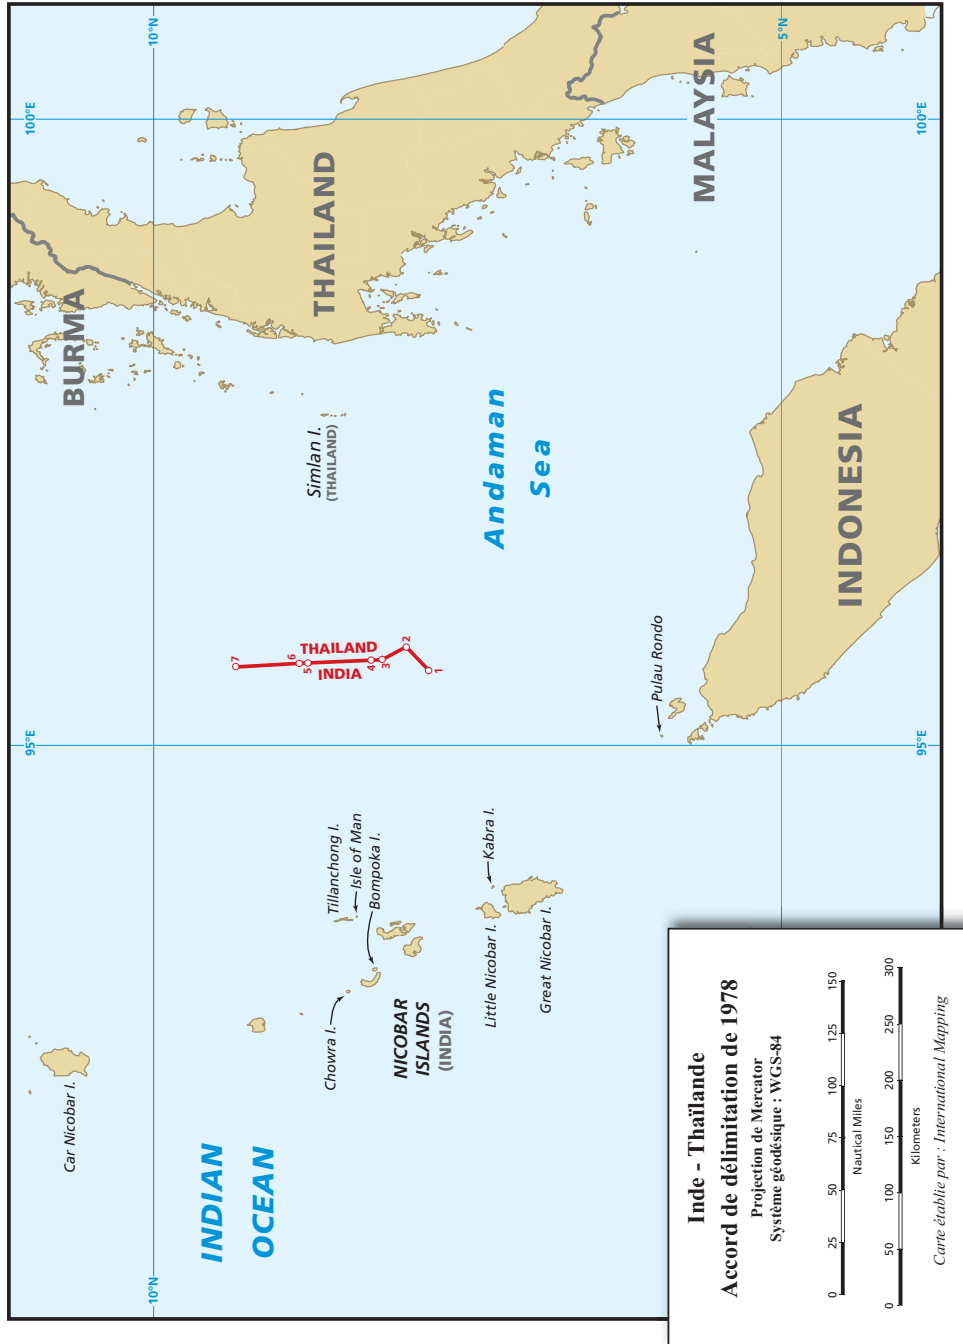 10°N
5°N
100°E
100°E
BURMA
THAILAND
MALAYSIA
Simlan I.
(THAILAND)
Andaman
Sea
INDONESIA
7
6
5
4
3
2
1
THAILAND
INDIA
Pulau Rondo
95°E
95°E
Tillanchong I.
Isle of Man
Bompoka I.
Kabra I.
Chowra I.
Little Nicobar I.
Great Nicobar I.
NICOBAR
ISLANDS
(INDIA)
Car Nicobar I.
INDIAN
OCEAN
10°N
Inde - Thaïlande
Accord de délimitation de 1978
Projection de Mercator
Système géodésique : WGS-84
0 25 50 75 100 125 150
Nautical Miles
0 50 100 150 200 250 300
Kilometers
Carte établie par : International Mapping